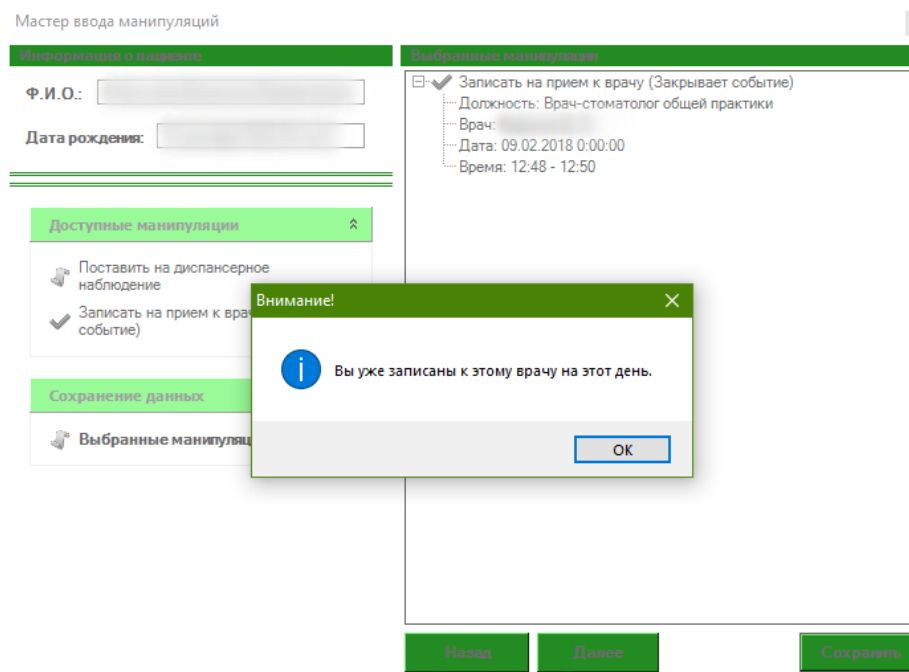 Мастер ввода манипуляций
Информация о пациенте
Ф.И.О.:
Дата рождения:
Доступные манипуляции
Поставить на диспансерное
наблюдение
Записать на прием к врач
событие)
Сохранение данных
Выбранные манипуляц
Выбранные манипуляции
Записать на прием к врачу (Закрывает событие)
Должность: Врач-стоматолог общей практики
Врач:
Дата: 09.02.2018 0:00:00
Время: 12:48 - 12:50
Внимание!
Вы уже записаны к этому врачу на этот день.
ОК
Назад
Далее
Сохранить